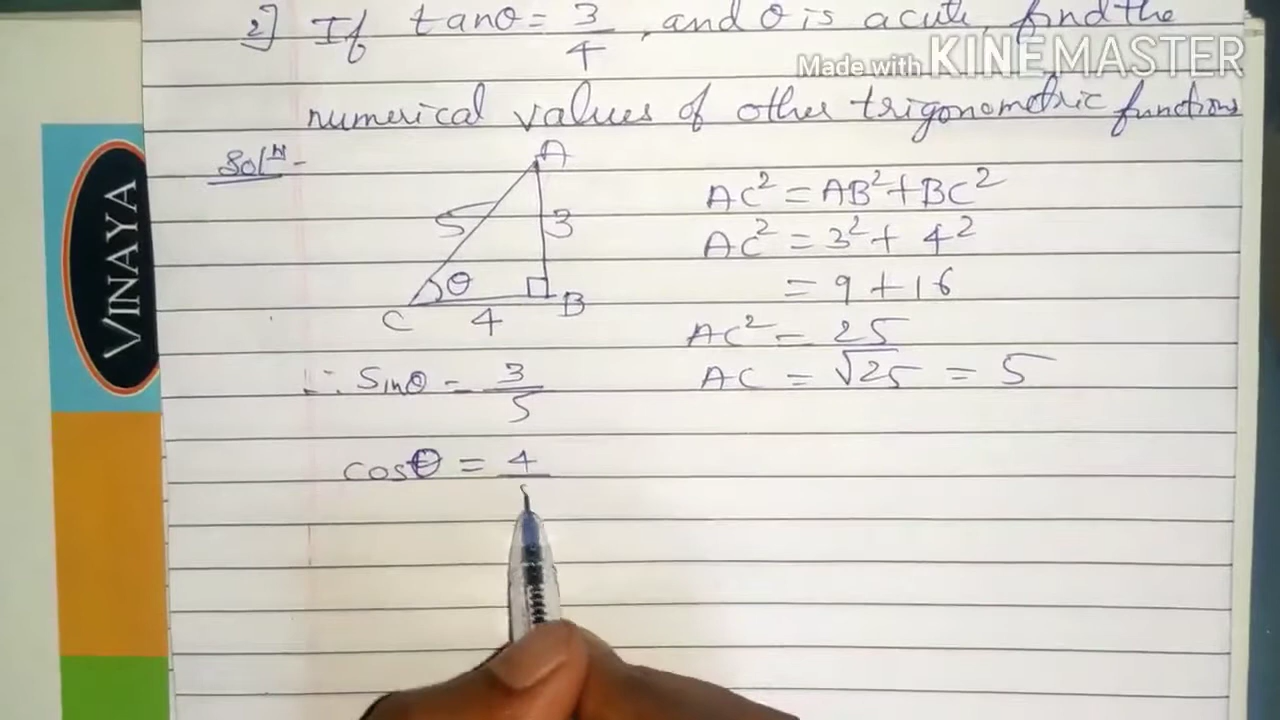 2] If tanθ = 3/4, and θ is acute, find the
Made with KINEMASTER
numerical values of other trigonometric functions
Solᴺ-
A
5
3
θ
C
4
B
AC² = AB² + BC²
AC² = 3² + 4²
= 9 + 16
AC² = 25
AC = √25 = 5
∴ Sinθ = 3/5
cosθ = 4/
VINAYA